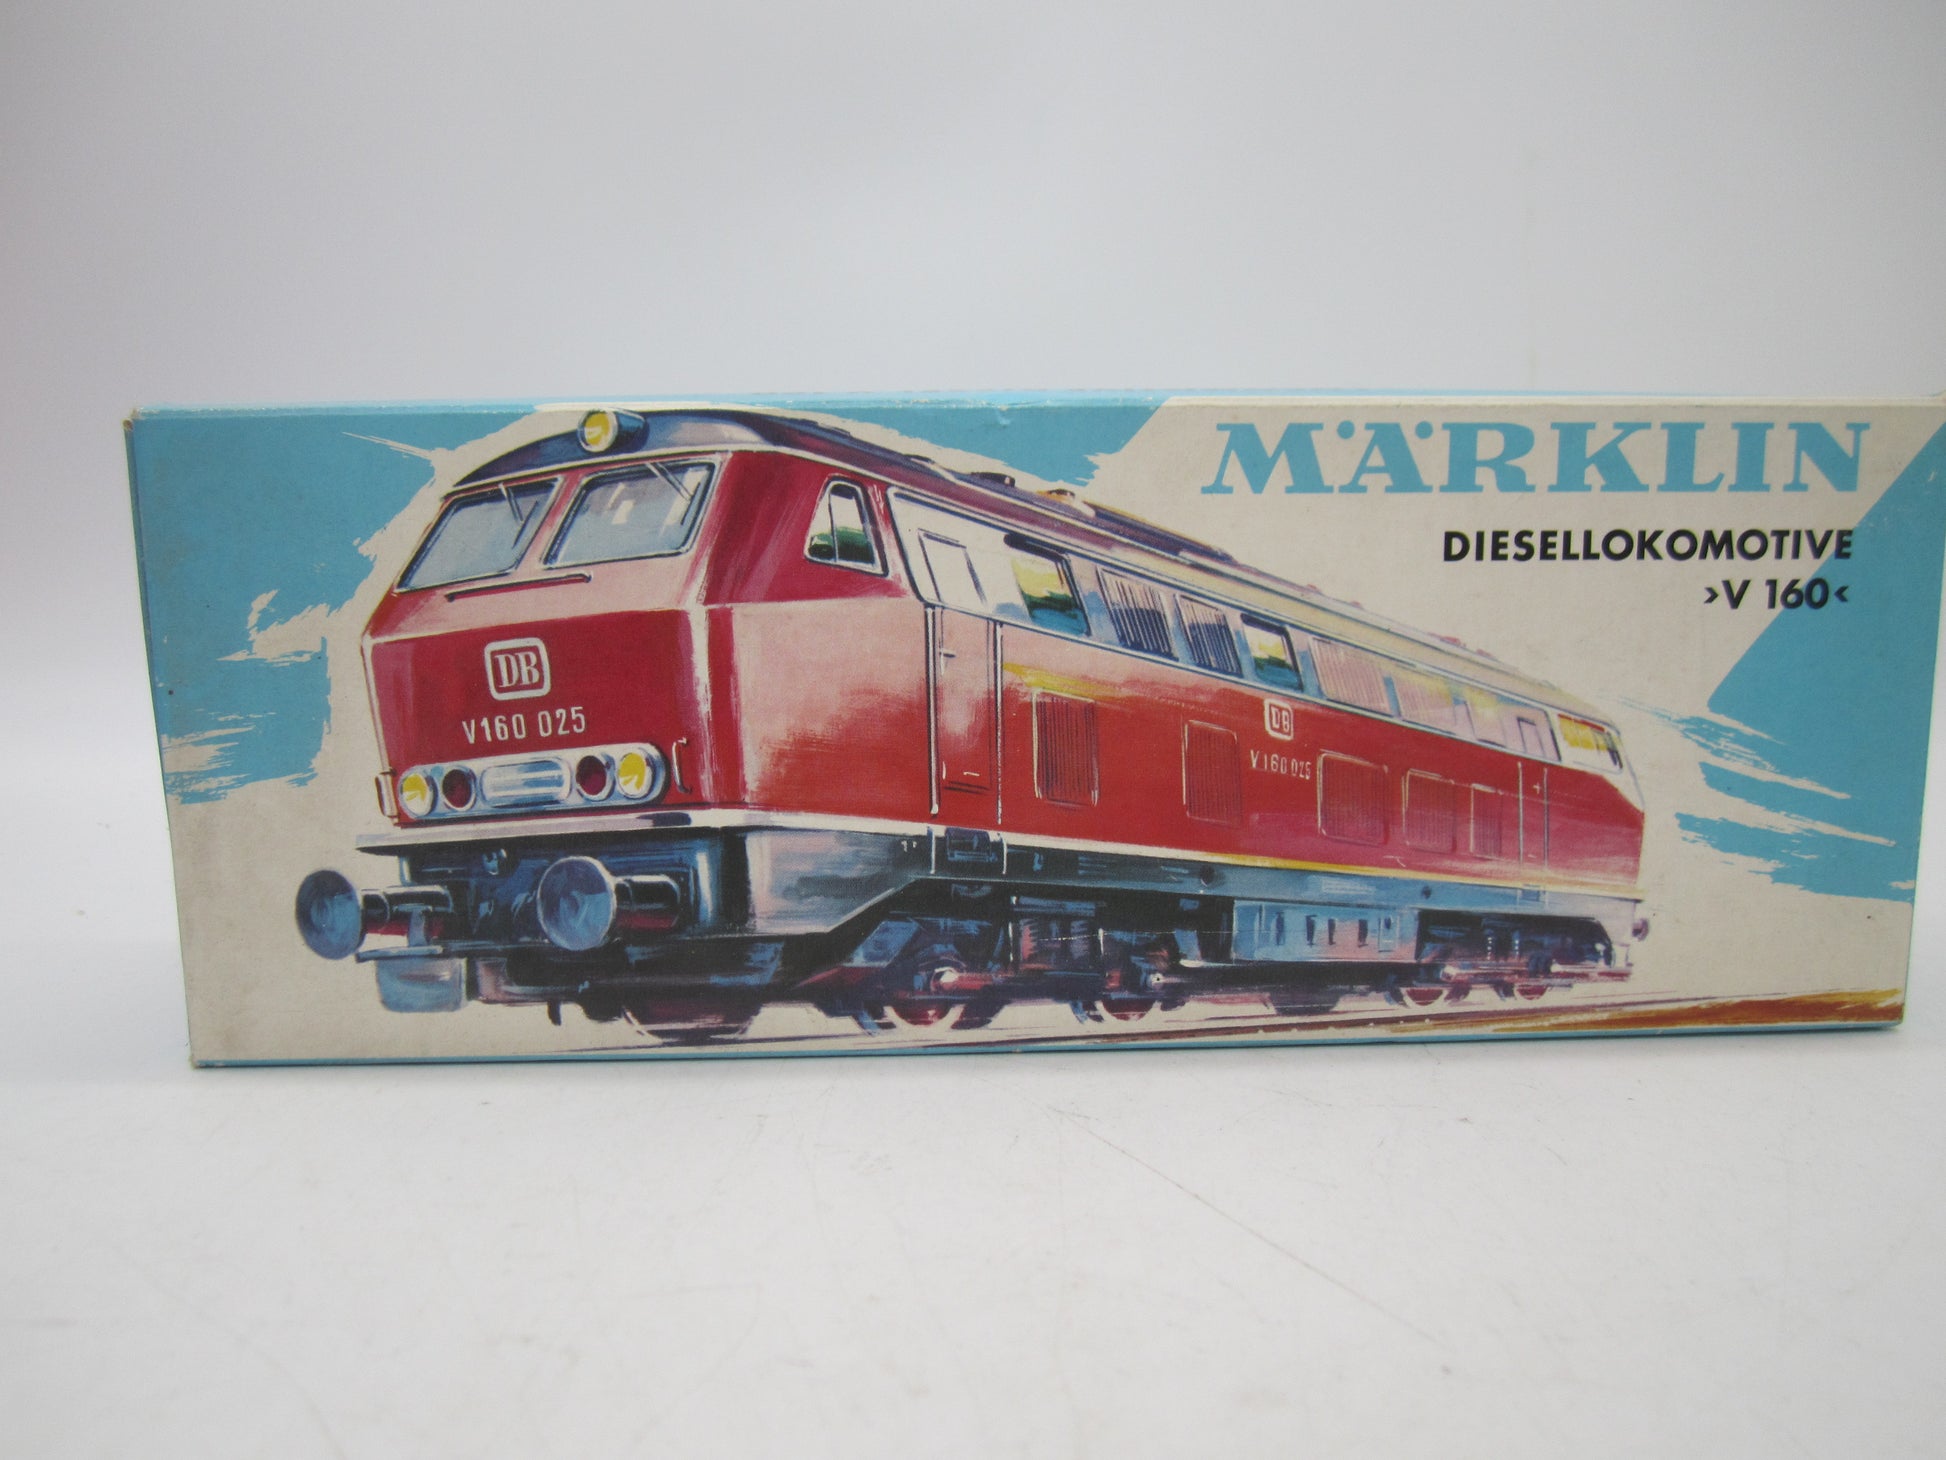 MÄRKLIN
DIESELLOKOMOTIVE
›V 160‹
DB
V160 025
DB
V160 025